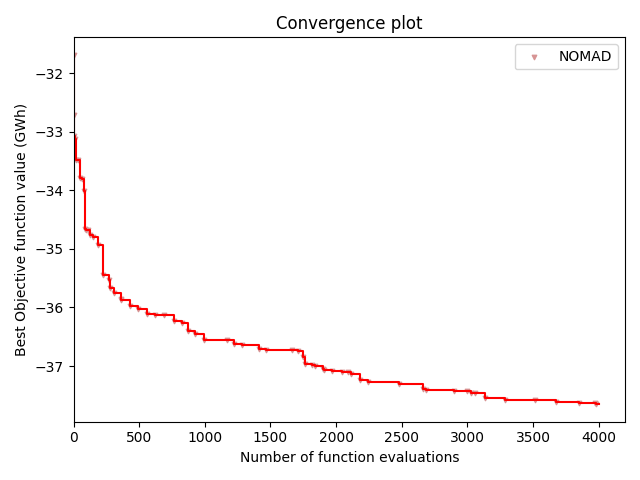 Convergence plot
NOMAD
Best Objective function value (GWh)
−32
−33
−34
−35
−36
−37
0 500 1000 1500 2000 2500 3000 3500 4000
Number of function evaluations